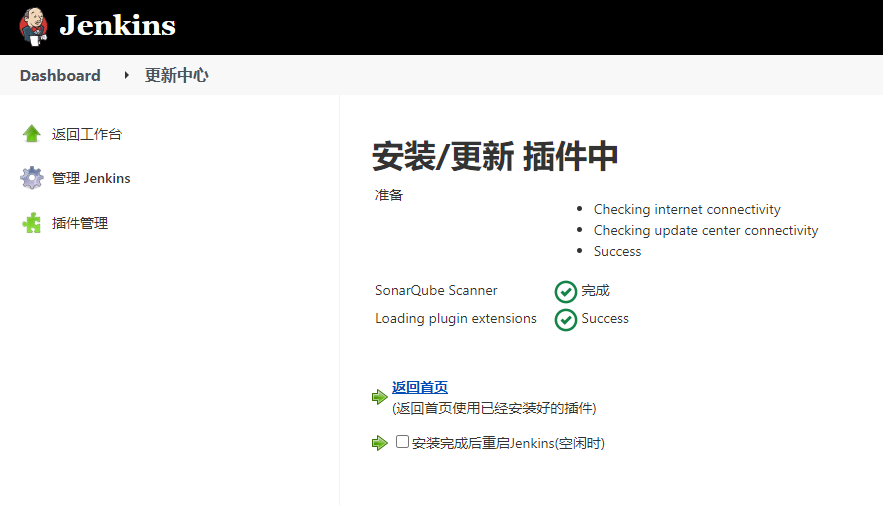 Jenkins
Dashboard
更新中心
返回工作台
管理 Jenkins
插件管理
安装/更新 插件中
准备
Checking internet connectivity
Checking update center connectivity
Success
SonarQube Scanner 完成
Loading plugin extensions Success
返回首页
(返回首页使用已经安装好的插件)
安装完成后重启Jenkins(空闲时)